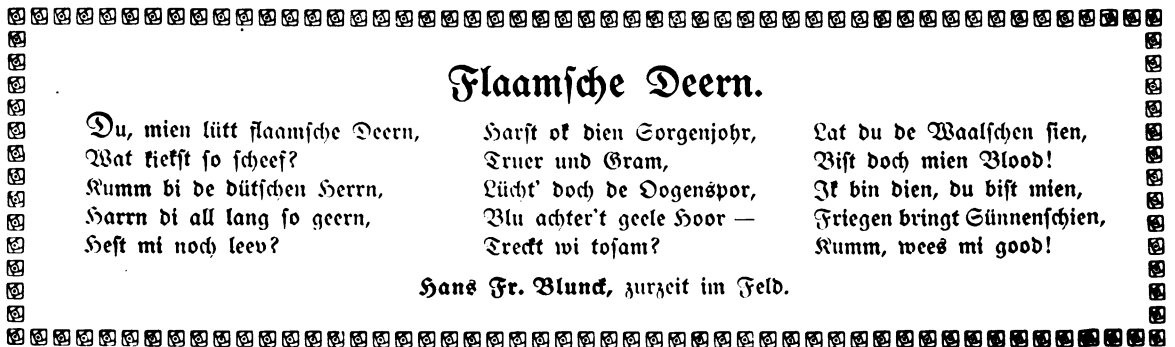 Flaamsche Deern.
Du, mien lütt flaamsche Deern,
Wat kiekst so scheef?
Kumm bi de dütschen Herrn,
Harrn di all lang so geern,
Hest mi noch leev?
Harst ok dien Sorgenjohr,
Truer und Gram,
Lücht' doch de Oogenspor,
Blu achter't geele Hoor —
Treckt wi tosam?
Lat du de Waalschen sien,
Bist doch mien Blood!
Ik bin dien, du bist mien,
Friegen bringt Sünnenschien,
Kumm, wees mi good!
Hans Fr. Blunck, zurzeit im Feld.